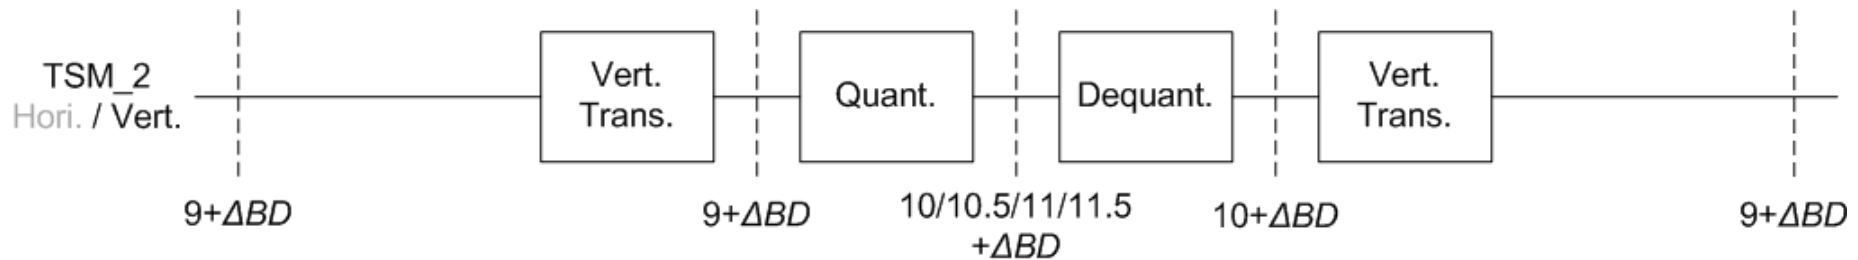 TSM_2
Hori. / Vert.
Vert.
Trans.
Quant.
Dequant.
Vert.
Trans.
9+ΔBD
9+ΔBD
10/10.5/11/11.5
+ΔBD
10+ΔBD
9+ΔBD